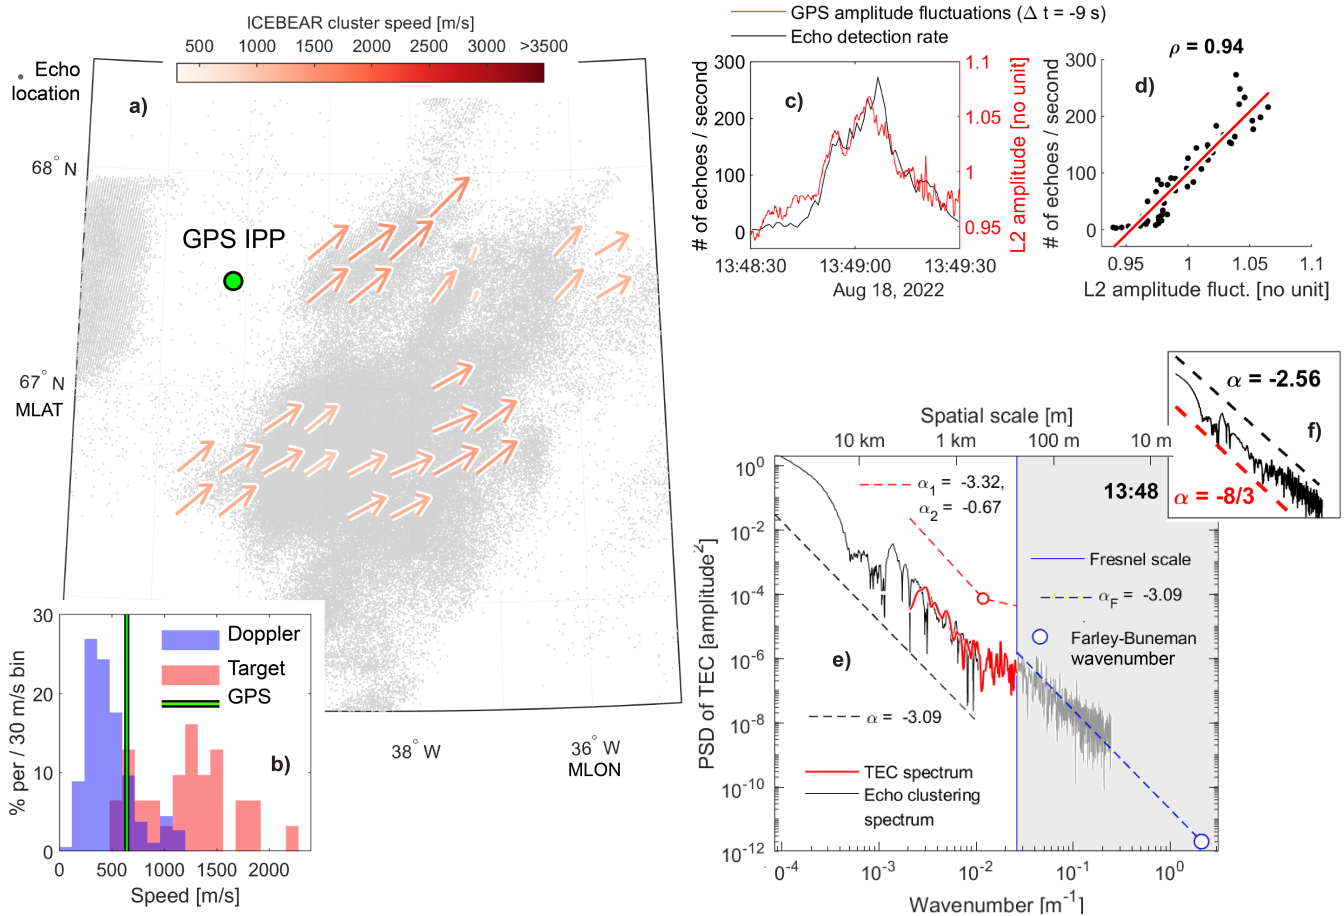 ICEBEAR cluster speed [m/s]
500 1000 1500 2000 2500 3000 >3500
Echo
location
a)
68° N
GPS IPP
67° N
MLAT
38° W
36° W
MLON
30
20
10
0
% per / 30 m/s bin
Doppler
Target
GPS
b)
0 500 1000 1500 2000
Speed [m/s]
GPS amplitude fluctuations (Δ t = -9 s)
Echo detection rate
300
200
100
0
# of echoes / second
c)
1.1
1.05
1
0.95
L2 amplitude [no unit]
13:48:30 13:49:00 13:49:30
Aug 18, 2022
ρ = 0.94
300
200
100
0
# of echoes / second
d)
0.95 1 1.05 1.1
L2 amplitude fluct. [no unit]
α = -2.56
f)
α = -8/3
Spatial scale [m]
10 km 1 km 100 m 10 m
13:48
α1 = -3.32,
α2 = -0.67
Fresnel scale
αF = -3.09
Farley-Buneman
wavenumber
e)
α = -3.09
TEC spectrum
Echo clustering
spectrum
10^0
10^-2
10^-4
10^-6
10^-8
10^-10
10^-12
PSD of TEC [amplitude^2]
10^-4 10^-3 10^-2 10^-1 10^0
Wavenumber [m^-1]